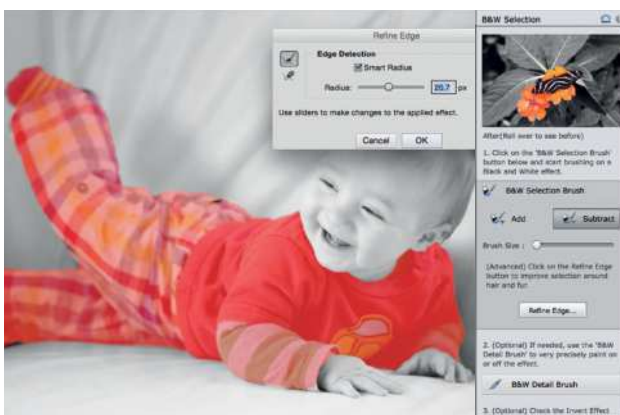 Refine Edge
Edge Detection
Smart Radius
Radius:
20.7 px
Use sliders to make changes to the applied effect.
Cancel
OK
B&W Selection
After(Roll over to see before)
1. Click on the 'B&W Selection Brush'
button below and start brushing on a
Black and White effect.
B&W Selection Brush
Add
Subtract
Brush Size :
(Advanced) Click on the Refine Edge
button to improve selection around
hair and fur.
Refine Edge...
2. (Optional) If needed, use the 'B&W
Detail Brush' to very precisely paint on
or off the effect.
B&W Detail Brush
3. (Optional) Check the Invert Effect